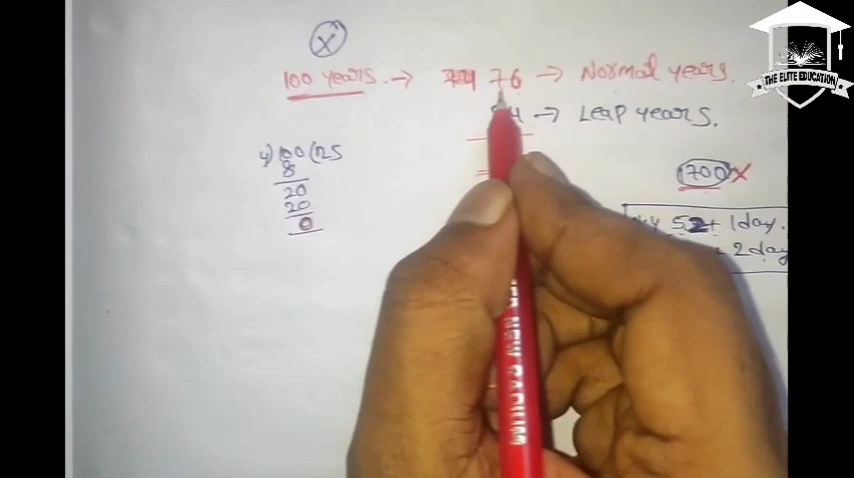 X
100 years. → 76 → Normal years.
4 → Leap years.
4) 100 (25
8
20
20
0
=
1700 X
52 + 1 day.
2 day
THE ELITE EDUCATION